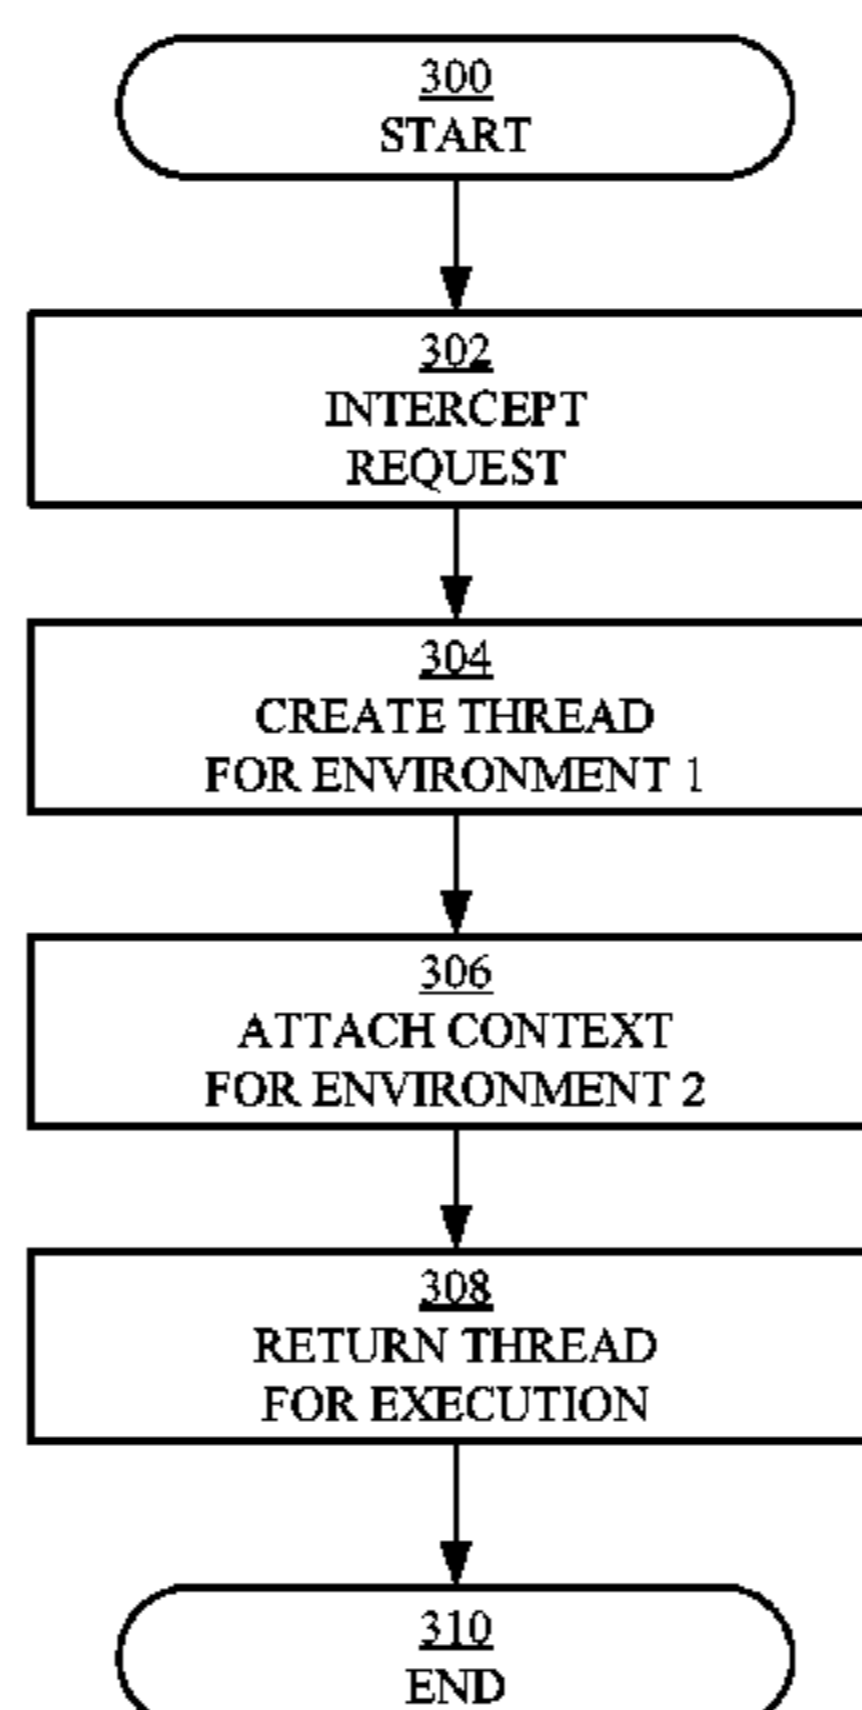 300
START
302
INTERCEPT
REQUEST
304
CREATE THREAD
FOR ENVIRONMENT 1
306
ATTACH CONTEXT
FOR ENVIRONMENT 2
308
RETURN THREAD
FOR EXECUTION
310
END